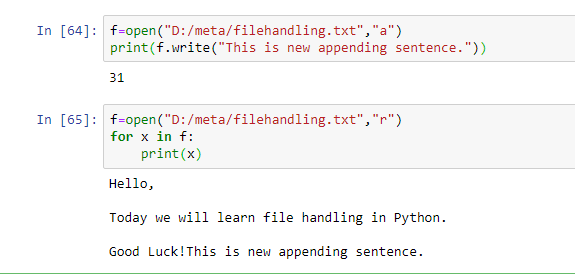 In [64]: f=open("D:/meta/filehandling.txt","a")
print(f.write("This is new appending sentence."))
31
In [65]: f=open("D:/meta/filehandling.txt","r")
for x in f:
    print(x)
Hello,
Today we will learn file handling in Python.
Good Luck!This is new appending sentence.